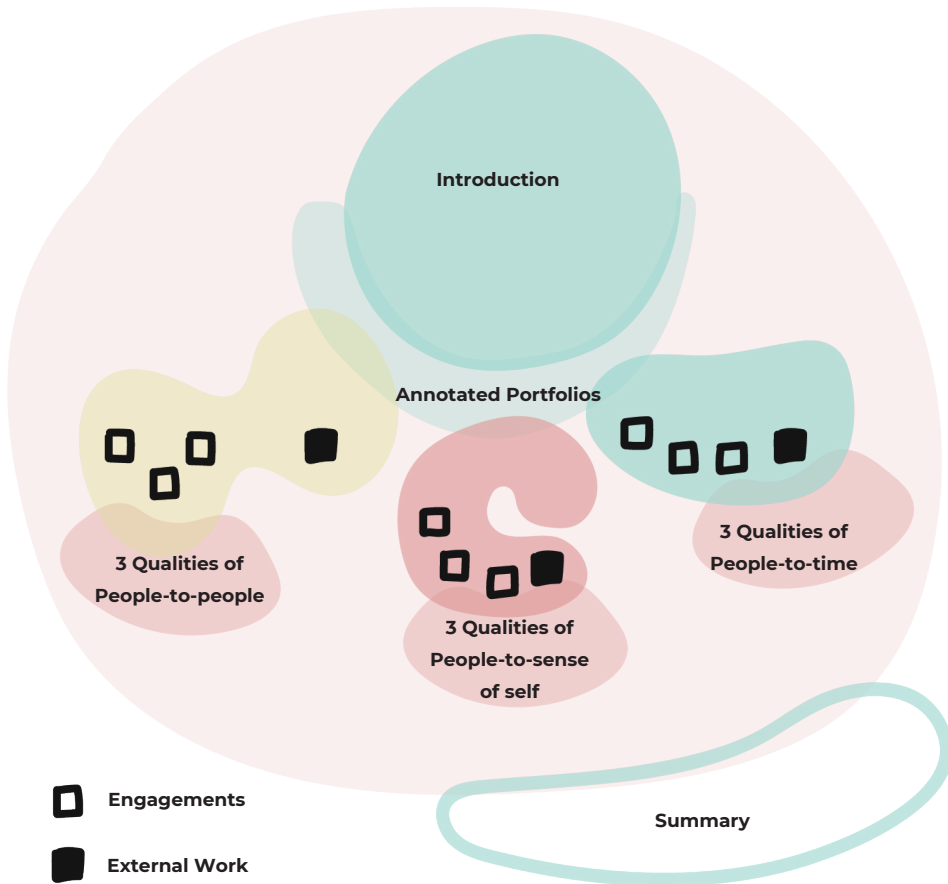 Introduction
Annotated Portfolios
3 Qualities of
People-to-people
3 Qualities of
People-to-sense
of self
3 Qualities of
People-to-time
Engagements
External Work
Summary